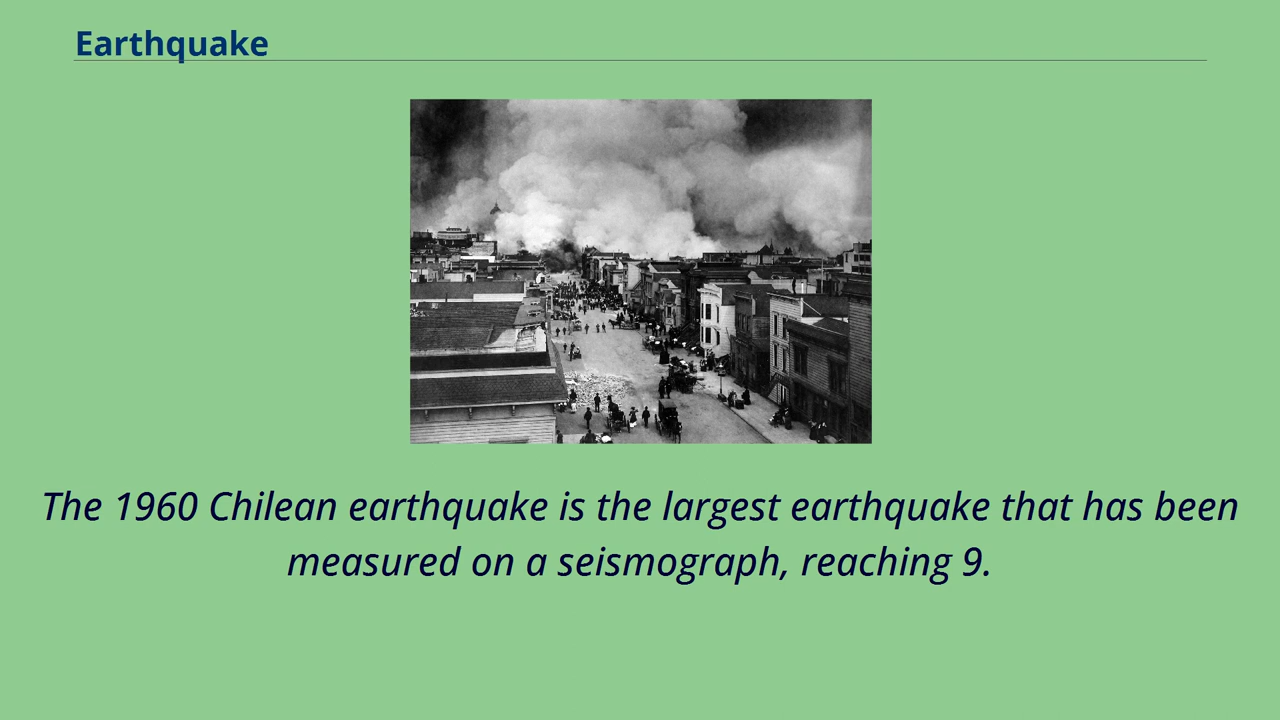 Earthquake
The 1960 Chilean earthquake is the largest earthquake that has been
measured on a seismograph, reaching 9.